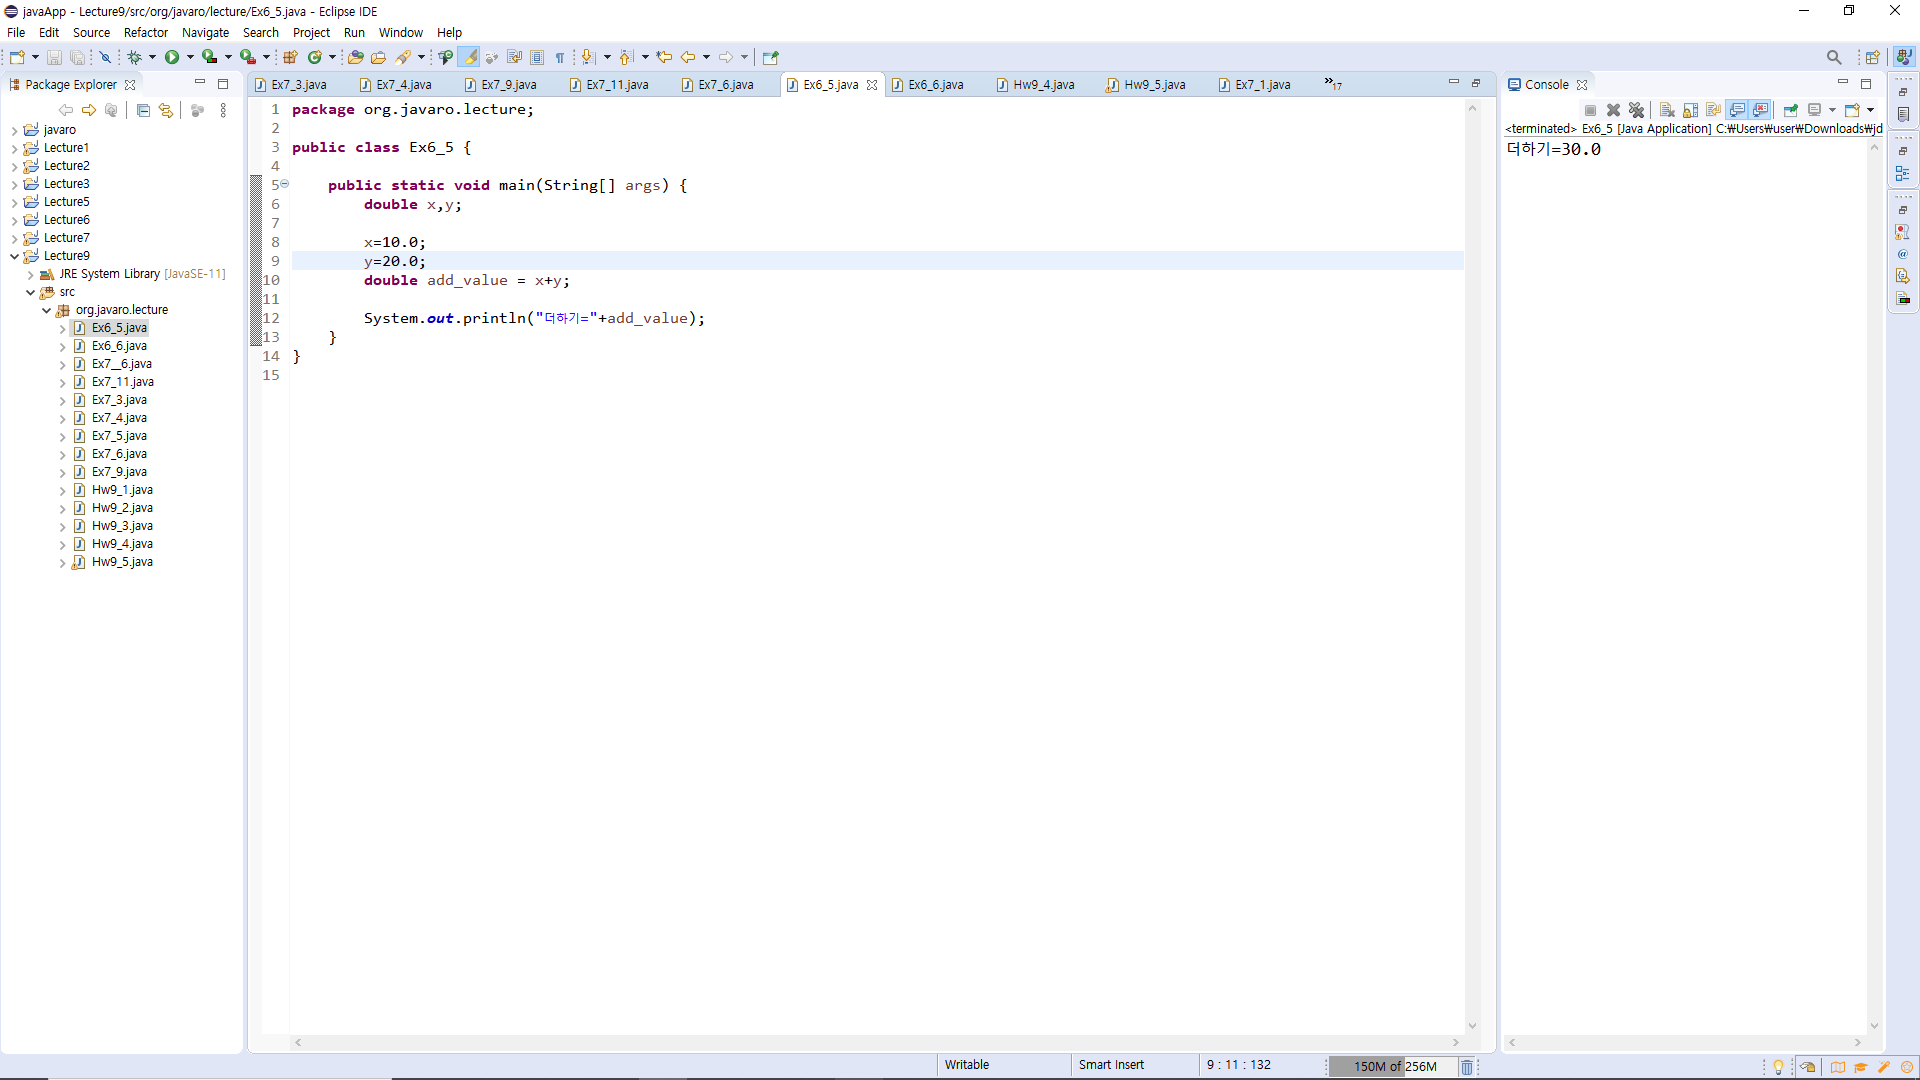 javaApp - Lecture9/src/org/javaro/lecture/Ex6_5.java - Eclipse IDE
File Edit Source Refactor Navigate Search Project Run Window Help
Package Explorer
Ex7_3.java Ex7_4.java Ex7_9.java Ex7_11.java Ex7_6.java Ex6_5.java Ex6_6.java Hw9_4.java Hw9_5.java Ex7_1.java »17
javaro
Lecture1
Lecture2
Lecture3
Lecture5
Lecture6
Lecture7
Lecture9
JRE System Library [JavaSE-11]
src
org.javaro.lecture
Ex6_5.java
Ex6_6.java
Ex7__6.java
Ex7_11.java
Ex7_3.java
Ex7_4.java
Ex7_5.java
Ex7_6.java
Ex7_9.java
Hw9_1.java
Hw9_2.java
Hw9_3.java
Hw9_4.java
Hw9_5.java
1 package org.javaro.lecture;
2
3 public class Ex6_5 {
4
5 public static void main(String[] args) {
6 double x,y;
7
8 x=10.0;
9 y=20.0;
10 double add_value = x+y;
11
12 System.out.println("더하기="+add_value);
13 }
14 }
15
Console
<terminated> Ex6_5 [Java Application] C:₩Users₩user₩Downloads₩jd
더하기=30.0
Writable Smart Insert 9 : 11 : 132 150M of 256M